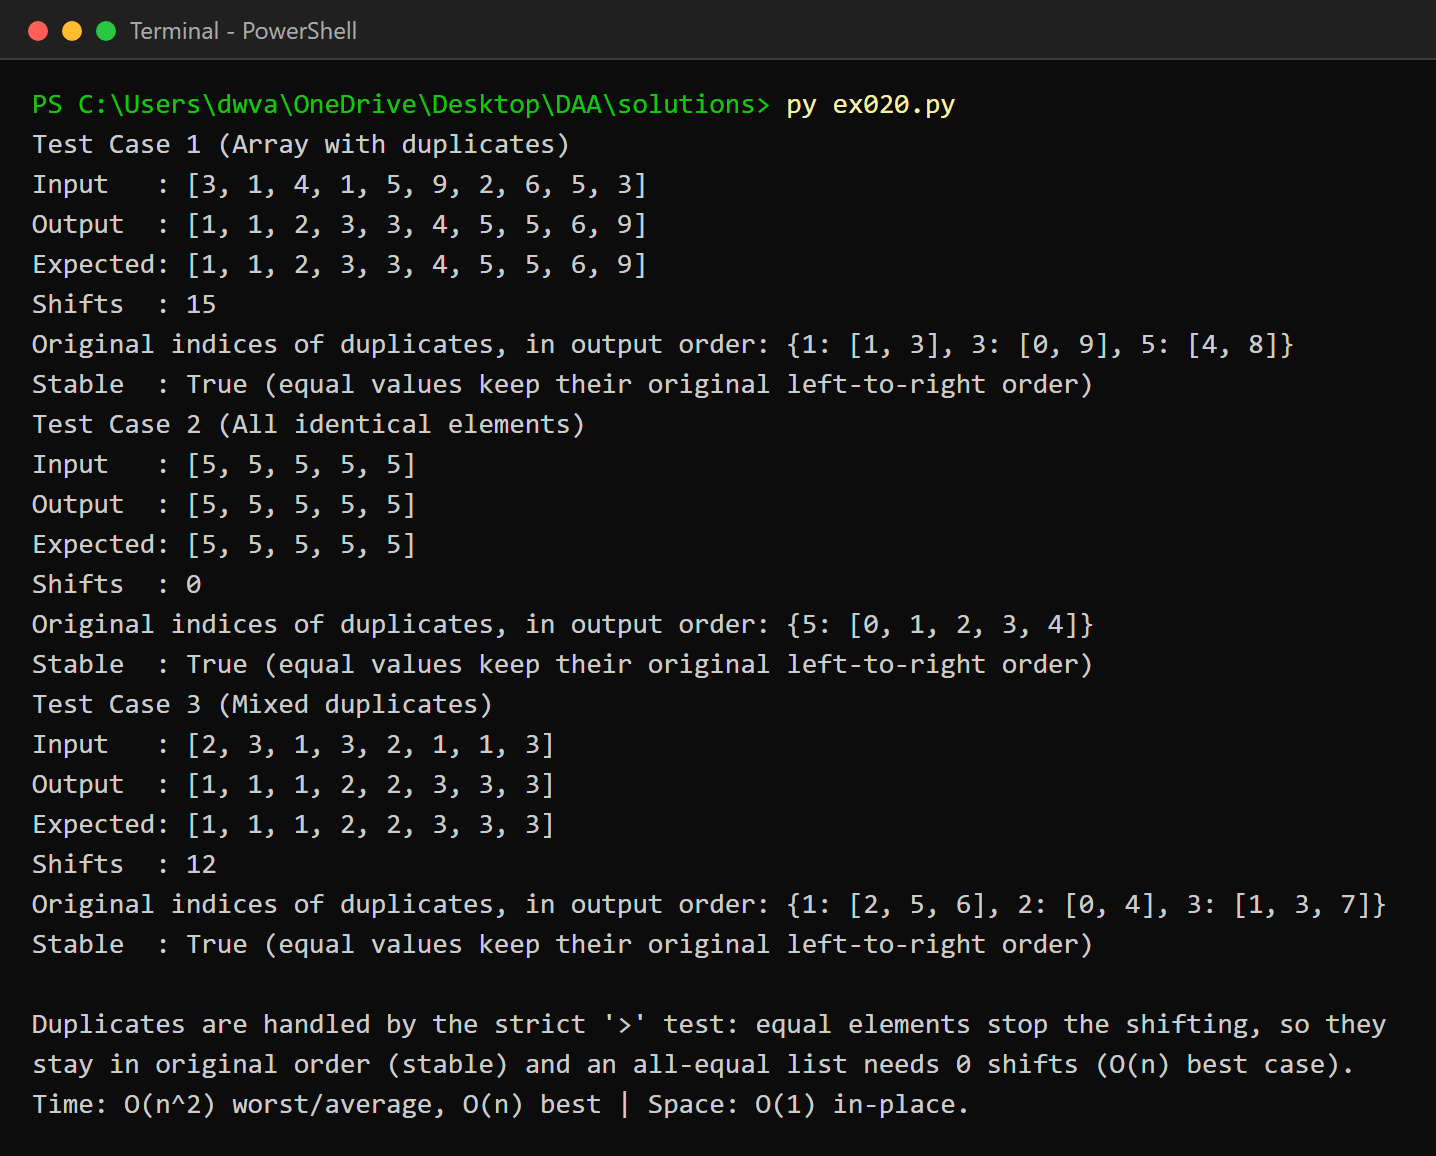 Terminal - PowerShell
PS C:\Users\dwva\OneDrive\Desktop\DAA\solutions> py ex020.py
Test Case 1 (Array with duplicates)
Input   : [3, 1, 4, 1, 5, 9, 2, 6, 5, 3]
Output  : [1, 1, 2, 3, 3, 4, 5, 5, 6, 9]
Expected: [1, 1, 2, 3, 3, 4, 5, 5, 6, 9]
Shifts  : 15
Original indices of duplicates, in output order: {1: [1, 3], 3: [0, 9], 5: [4, 8]}
Stable  : True (equal values keep their original left-to-right order)
Test Case 2 (All identical elements)
Input   : [5, 5, 5, 5, 5]
Output  : [5, 5, 5, 5, 5]
Expected: [5, 5, 5, 5, 5]
Shifts  : 0
Original indices of duplicates, in output order: {5: [0, 1, 2, 3, 4]}
Stable  : True (equal values keep their original left-to-right order)
Test Case 3 (Mixed duplicates)
Input   : [2, 3, 1, 3, 2, 1, 1, 3]
Output  : [1, 1, 1, 2, 2, 3, 3, 3]
Expected: [1, 1, 1, 2, 2, 3, 3, 3]
Shifts  : 12
Original indices of duplicates, in output order: {1: [2, 5, 6], 2: [0, 4], 3: [1, 3, 7]}
Stable  : True (equal values keep their original left-to-right order)
Duplicates are handled by the strict '>' test: equal elements stop the shifting, so they
stay in original order (stable) and an all-equal list needs 0 shifts (O(n) best case).
Time: O(n^2) worst/average, O(n) best | Space: O(1) in-place.